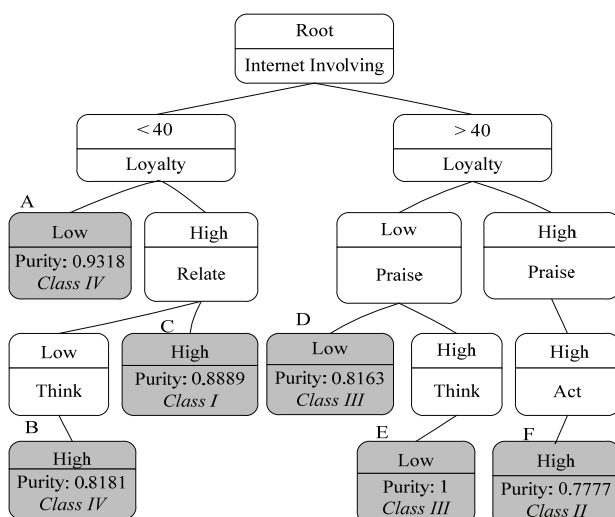 Root
Internet Involving
< 40
Loyalty
> 40
Loyalty
A
Low
Purity: 0.9318
Class IV
High
Relate
Low
Praise
High
Praise
Low
Think
C
High
Purity: 0.8889
Class I
D
Low
Purity: 0.8163
Class III
High
Think
High
Act
B
High
Purity: 0.8181
Class IV
E
Low
Purity: 1
Class III
F
High
Purity: 0.7777
Class II